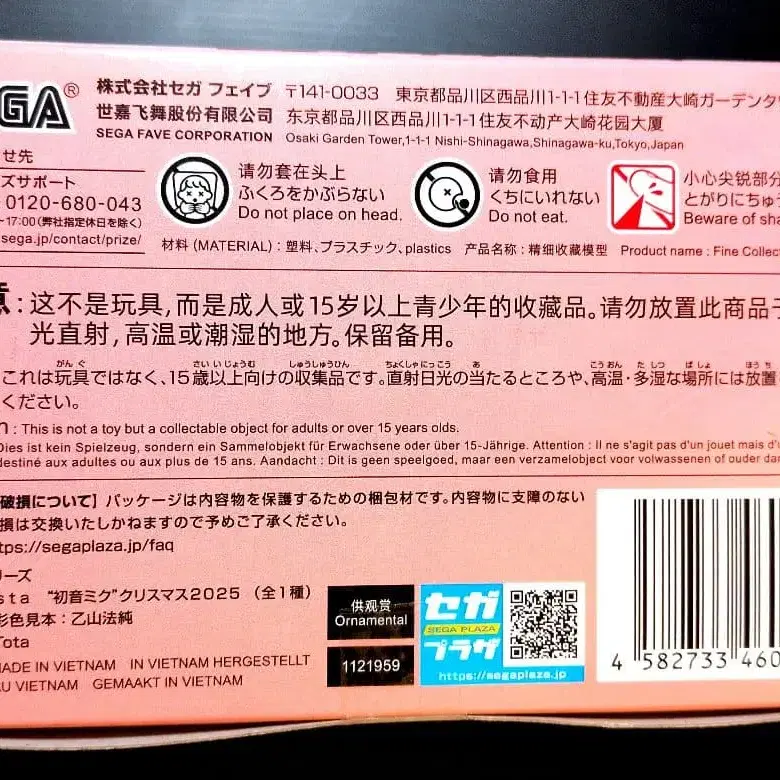 GA®
株式会社セガ フェイブ 〒141-0033 東京都品川区西品川1-1-1住友不動産大崎ガーデンタ
世嘉飞舞股份有限公司 东京都品川区西品川1-1-1住友不动产大崎花园大厦
SEGA FAVE CORPORATION Osaki Garden Tower,1-1-1 Nishi-Shinagawa,Shinagawa-ku,Tokyo,Japan
せ先
ズサポート
0120-680-043
~17:00(弊社指定休日を除く)
sega.jp/contact/prize/
请勿套在头上
ふくろをかぶらない
Do not place on head.
请勿食用
くちにいれない
Do not eat.
小心尖锐部分
とがりにちゅ
Beware of sha
材料(MATERIAL):塑料、プラスチック、plastics 产品名称:精细收藏模型 Product name : Fine Collec
:这不是玩具,而是成人或15岁以上青少年的收藏品。请勿放置此商品于
光直射,高温或潮湿的地方。保留备用。
これは玩具ではなく、15歳以上向けの収集品です。直射日光の当たるところや、高温・多湿な場所には放置
ください。
n : This is not a toy but a collectable object for adults or over 15 years olds.
Dies ist kein Spielzeug, sondern ein Sammelobjekt für Erwachsene oder über 15-Jährige. Attention : Il ne s'agit pas d'un jouet mais d'u
destiné aux adultes ou aux plus de 15 ans. Aandacht : Dit is geen speelgoed, maar een verzamelobject voor volwassenen of ouder dan
破損について】パッケージは内容物を保護するための梱包材です。内容物に支障のない
損は交換いたしかねますので予めご了承ください。
ttps://segaplaza.jp/faq
リーズ
sta "初音ミク"クリスマス2025 (全1種)
彩色見本:乙山法純
Tota
MADE IN VIETNAM IN VIETNAM HERGESTELLT
AU VIETNAM GEMAAKT IN VIETNAM
供观赏
Ornamental
1121959
セガ
SEGA PLAZA
プラザ
https://segaplaza.jp
4 582733 460